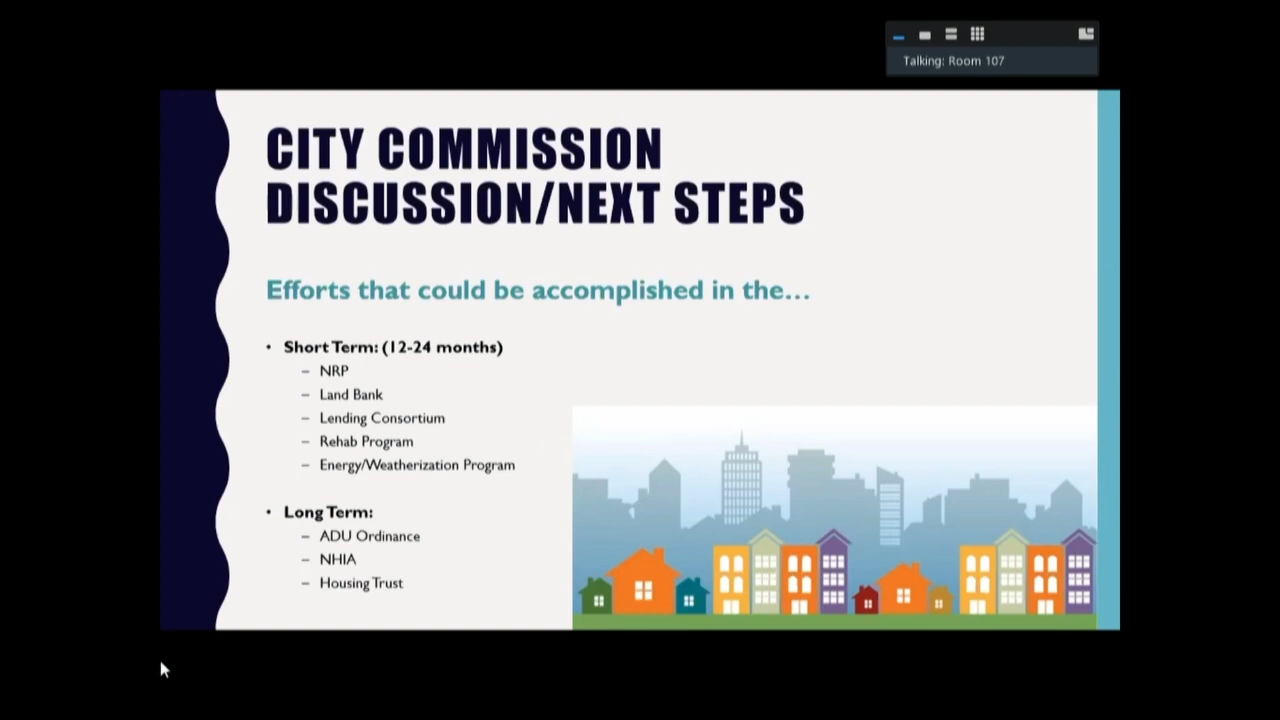 Talking: Room 107
CITY COMMISSION
DISCUSSION/NEXT STEPS
Efforts that could be accomplished in the...
• Short Term: (12-24 months)
– NRP
– Land Bank
– Lending Consortium
– Rehab Program
– Energy/Weatherization Program
• Long Term:
– ADU Ordinance
– NHIA
– Housing Trust